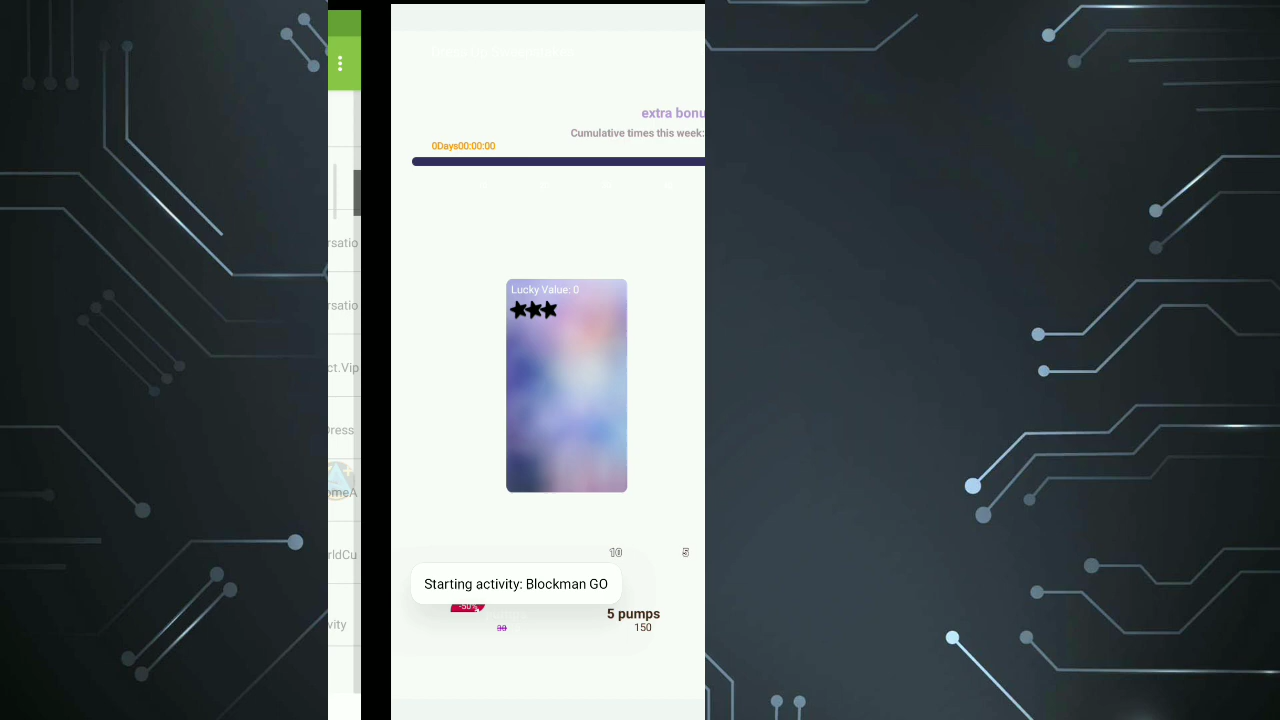 extra bonu
Cumulative times this week:
0Days00:00:00
Lucky Value: 0
rsatio
rsatio
ct.Vip
Dress
omeA
rldCu
vity
10
5
Starting activity: Blockman GO
-50%
5 pumps
30
150